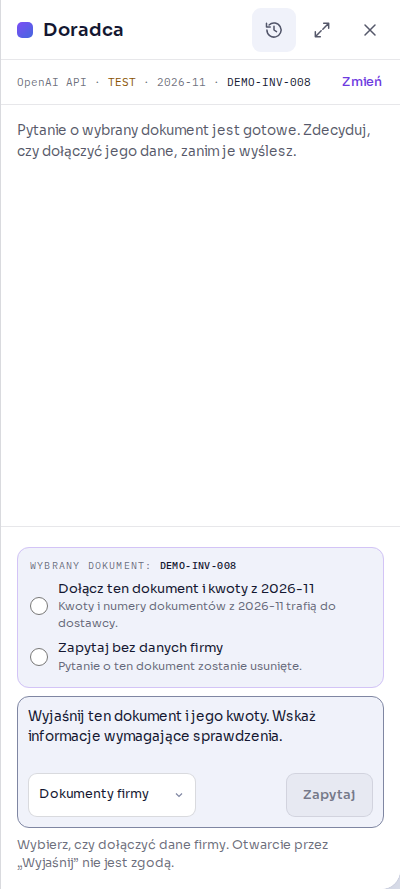 Doradca
OpenAI API · TEST · 2026-11 · DEMO-INV-008 Zmień
Pytanie o wybrany dokument jest gotowe. Zdecyduj,
czy dołączyć jego dane, zanim je wyślesz.
WYBRANY DOKUMENT: DEMO-INV-008
Dołącz ten dokument i kwoty z 2026-11
Kwoty i numery dokumentów z 2026-11 trafią do
dostawcy.
Zapytaj bez danych firmy
Pytanie o ten dokument zostanie usunięte.
Wyjaśnij ten dokument i jego kwoty. Wskaż
informacje wymagające sprawdzenia.
Dokumenty firmy Zapytaj
Wybierz, czy dołączyć dane firmy. Otwarcie przez
„Wyjaśnij” nie jest zgodą.